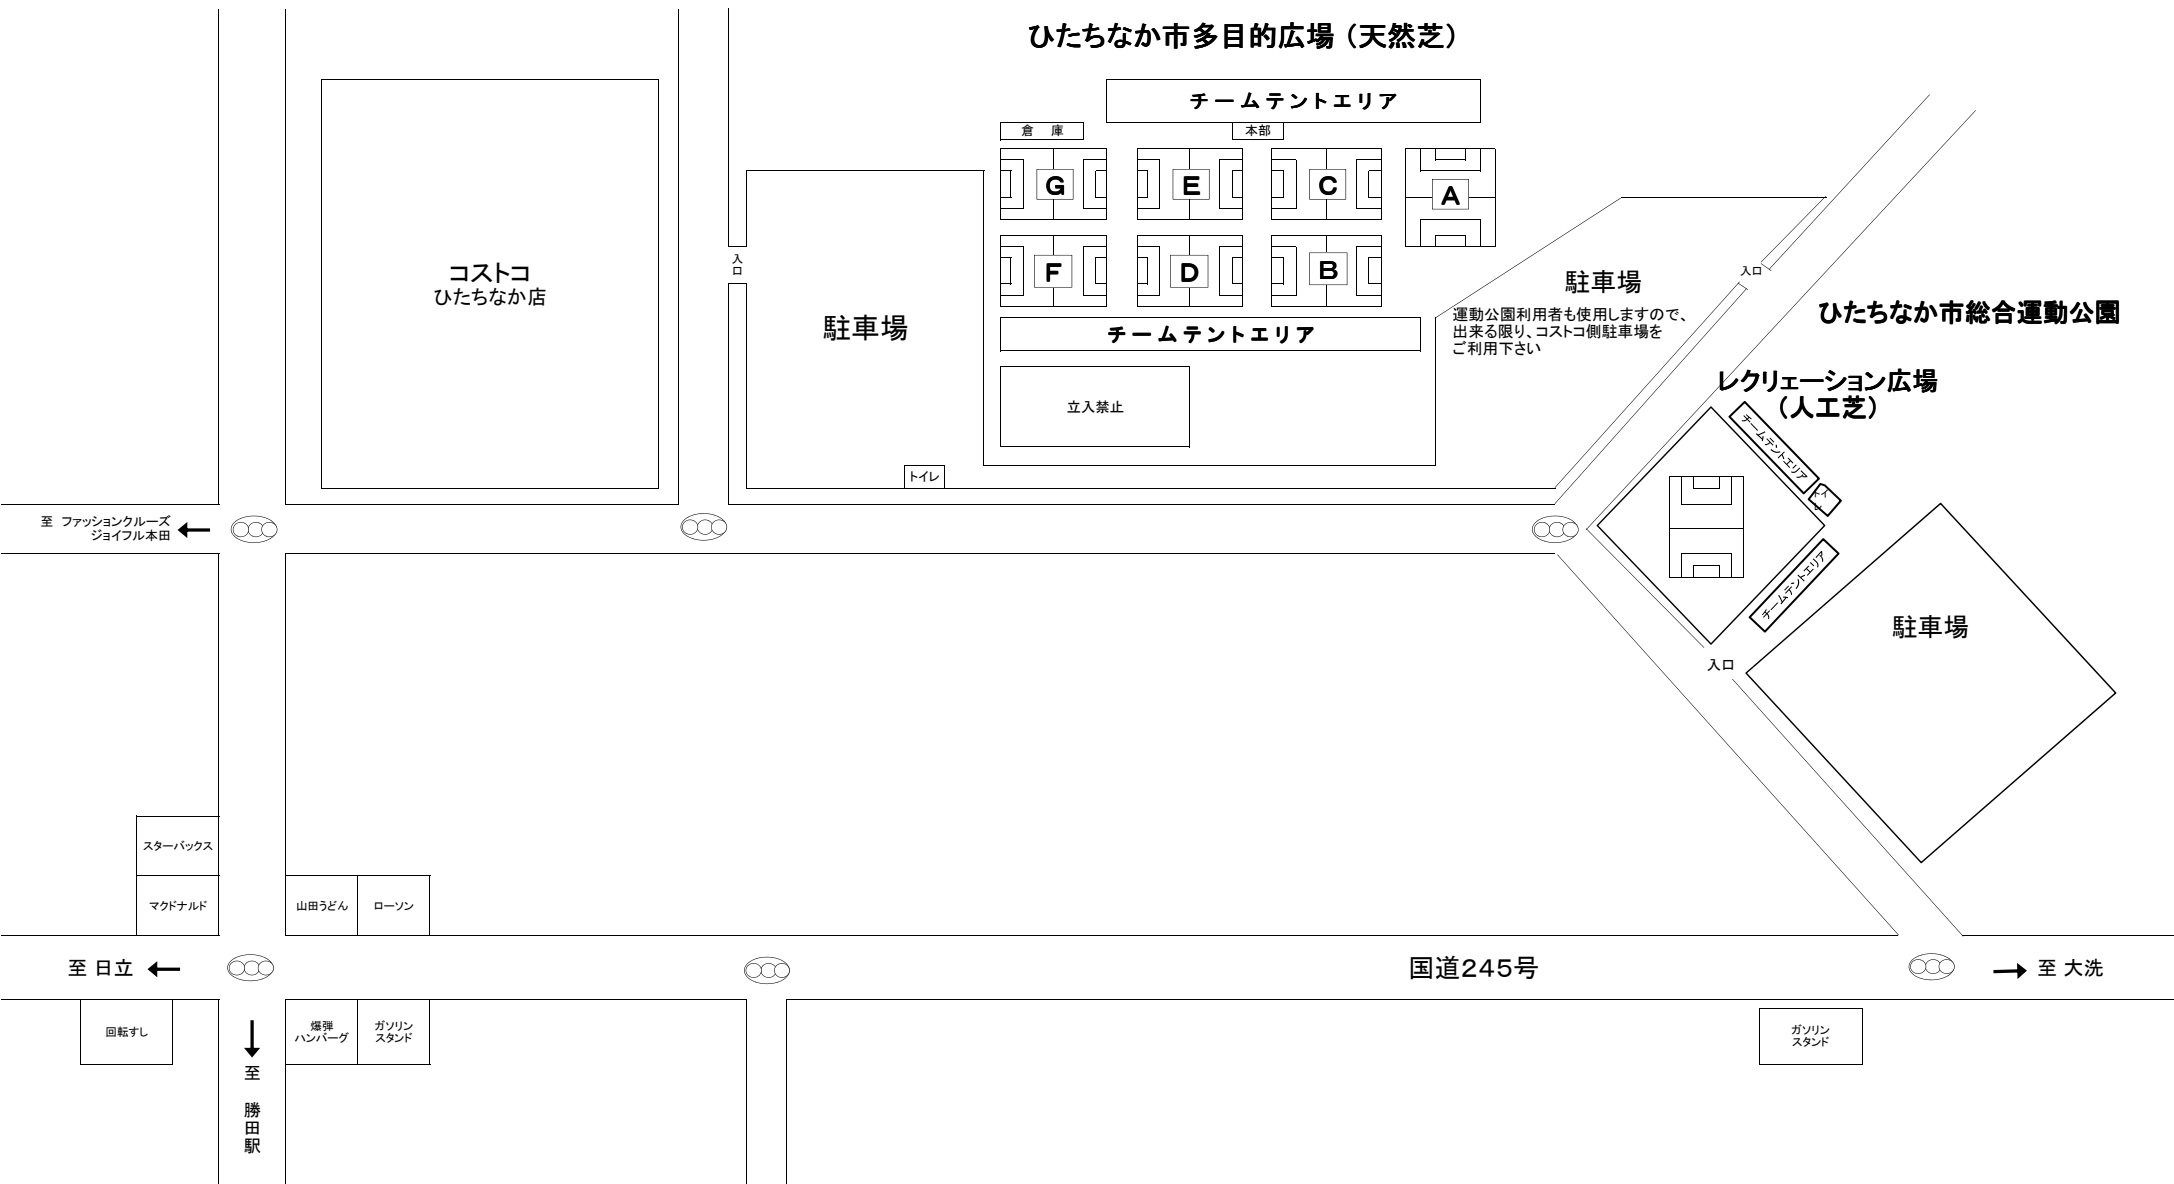 ひたちなか市多目的広場（天然芝）
チームテントエリア
倉　庫
本部
G
E
C
A
F
D
B
チームテントエリア
立入禁止
コストコ
ひたちなか店
入口
駐車場
トイレ
駐車場
運動公園利用者も使用しますので、
出来る限り、コストコ側駐車場を
ご利用下さい
入口
ひたちなか市総合運動公園
レクリェーション広場
（人工芝）
チームテントエリア
トイレ
チームテントエリア
駐車場
入口
至　ファッションクルーズ
ジョイフル本田
スターバックス
マクドナルド
山田うどん
ローソン
至 日立
国道245号
至 大洗
回転すし
爆弾
ハンバーグ
ガソリン
スタンド
ガソリン
スタンド
至　勝田駅